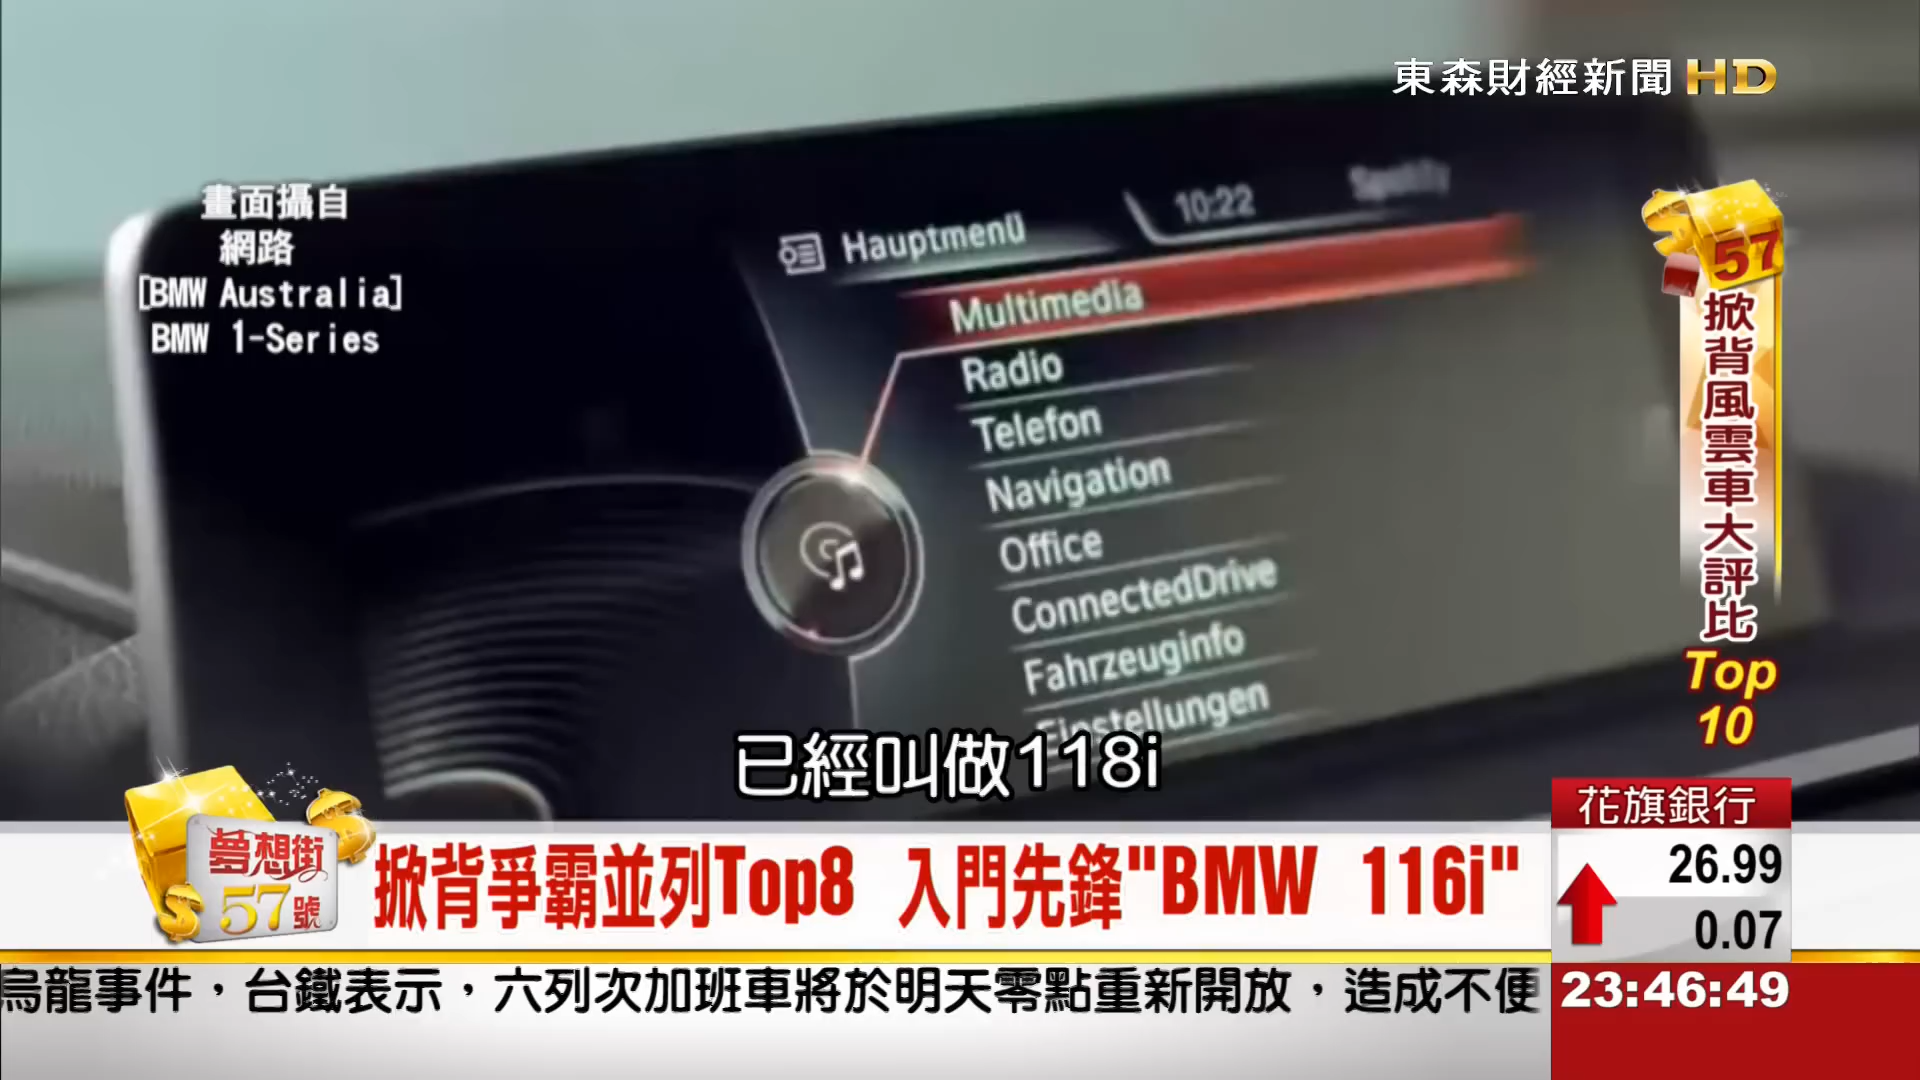 東森財經新聞HD
畫面攝自
網路
[BMW Australia]
BMW 1-Series
Hauptmenü
10:22
Spotify
Multimedia
Radio
Telefon
Navigation
Office
ConnectedDrive
Fahrzeuginfo
Einstellungen
57
掀背風雲車大評比
Top
10
已經叫做118i
夢想街
57號
掀背爭霸並列Top8 入門先鋒"BMW 116i"
花旗銀行
26.99
0.07
烏龍事件，台鐵表示，六列次加班車將於明天零點重新開放，造成不便
23:46:49